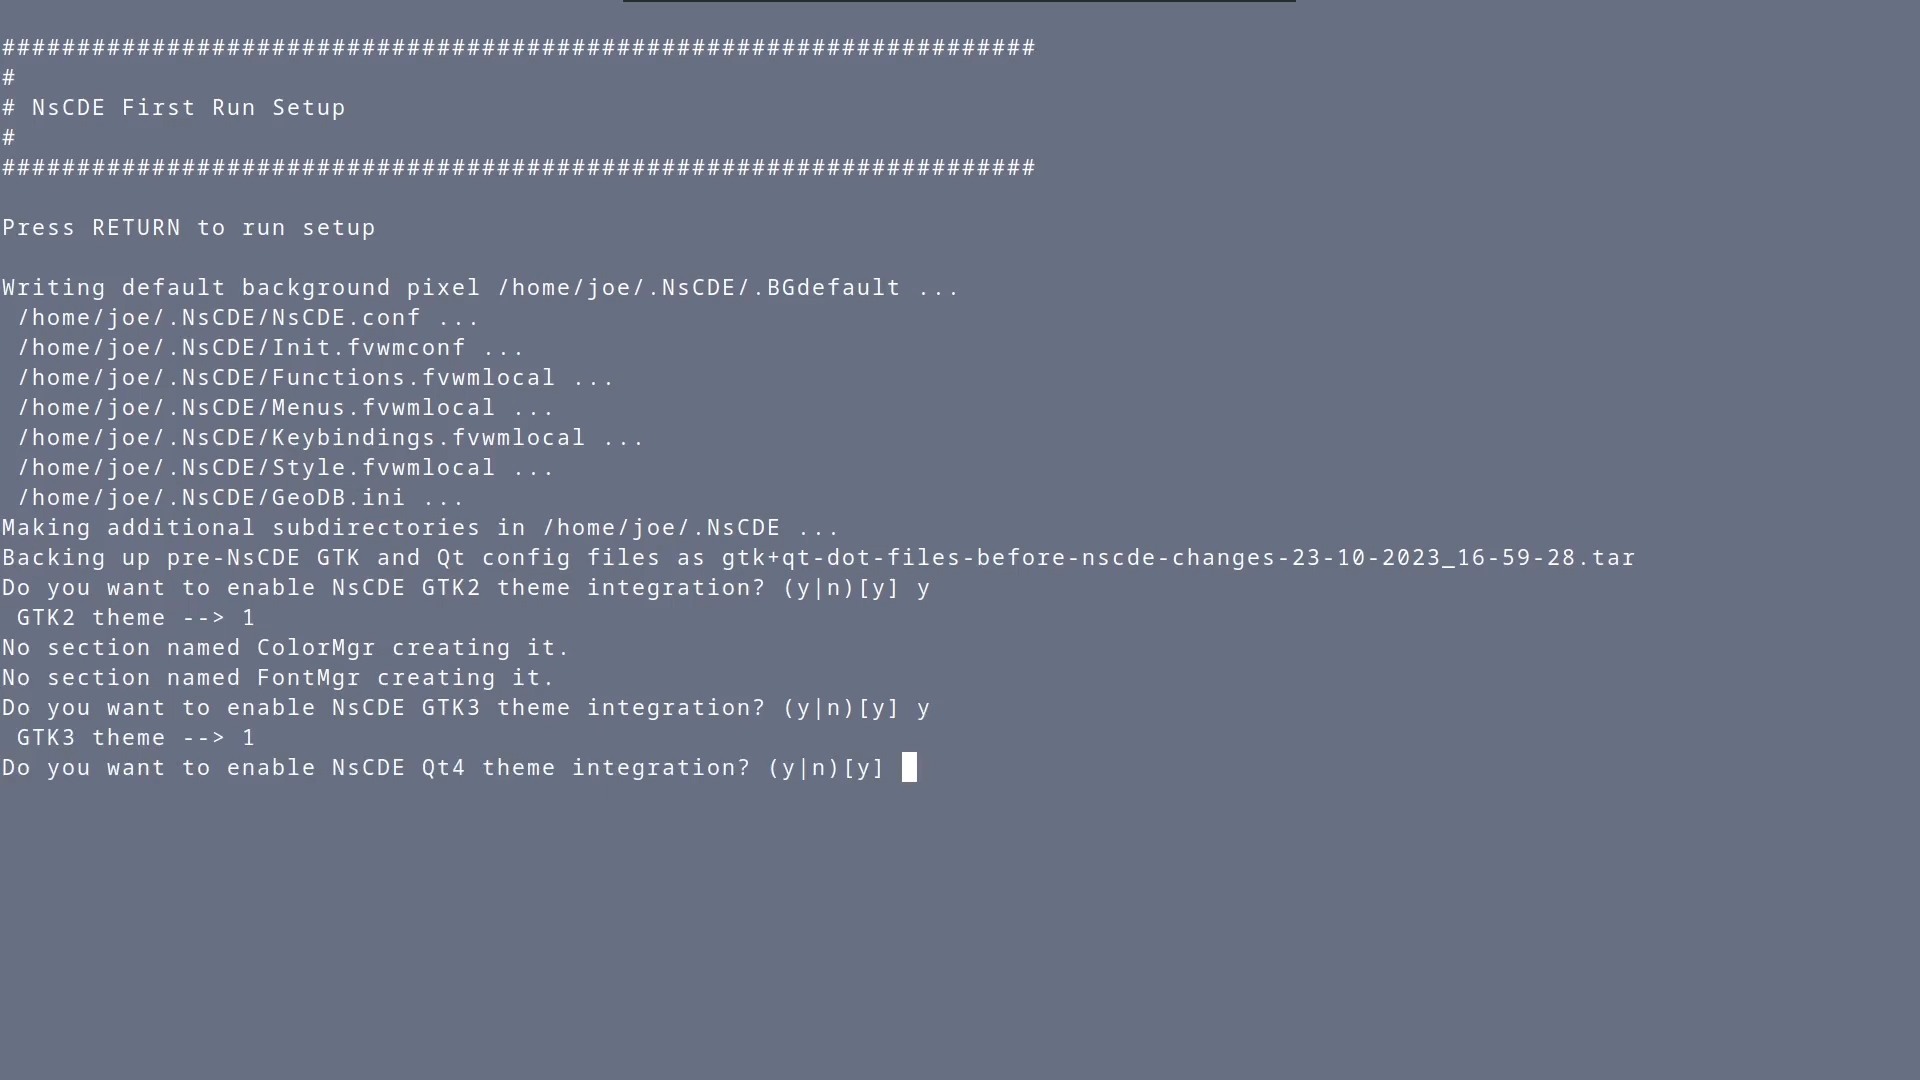 #####################################################################
#
# NsCDE First Run Setup
#
#####################################################################
Press RETURN to run setup
Writing default background pixel /home/joe/.NsCDE/.BGdefault ...
 /home/joe/.NsCDE/NsCDE.conf ...
 /home/joe/.NsCDE/Init.fvwmconf ...
 /home/joe/.NsCDE/Functions.fvwmlocal ...
 /home/joe/.NsCDE/Menus.fvwmlocal ...
 /home/joe/.NsCDE/Keybindings.fvwmlocal ...
 /home/joe/.NsCDE/Style.fvwmlocal ...
 /home/joe/.NsCDE/GeoDB.ini ...
Making additional subdirectories in /home/joe/.NsCDE ...
Backing up pre-NsCDE GTK and Qt config files as gtk+qt-dot-files-before-nscde-changes-23-10-2023_16-59-28.tar
Do you want to enable NsCDE GTK2 theme integration? (y|n)[y] y
 GTK2 theme --> 1
No section named ColorMgr creating it.
No section named FontMgr creating it.
Do you want to enable NsCDE GTK3 theme integration? (y|n)[y] y
 GTK3 theme --> 1
Do you want to enable NsCDE Qt4 theme integration? (y|n)[y]